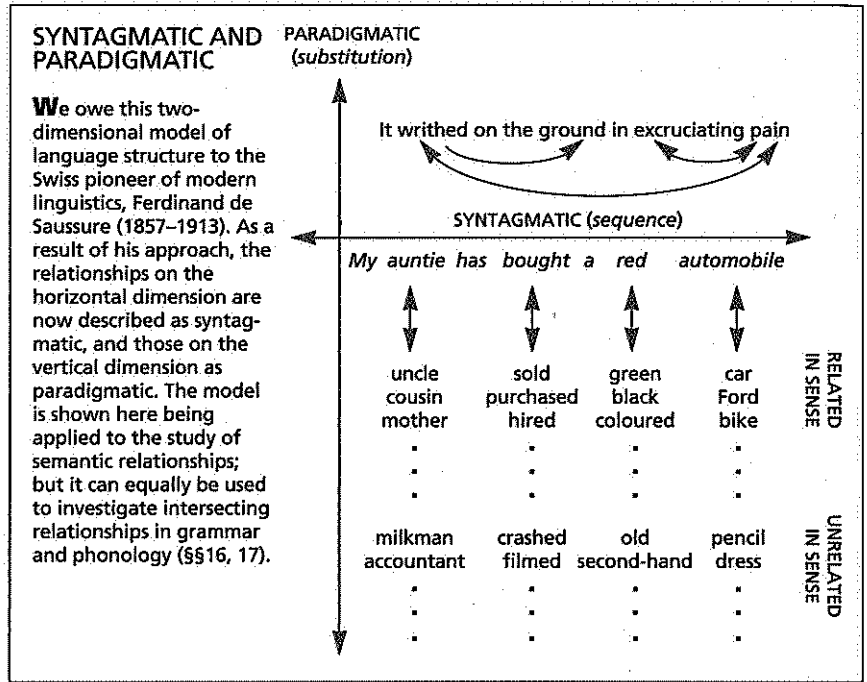 SYNTAGMATIC AND
PARADIGMATIC
We owe this two-
dimensional model of
language structure to the
Swiss pioneer of modern
linguistics, Ferdinand de
Saussure (1857–1913). As a
result of his approach, the
relationships on the
horizontal dimension are
now described as syntag-
matic, and those on the
vertical dimension as
paradigmatic. The model
is shown here being
applied to the study of
semantic relationships;
but it can equally be used
to investigate intersecting
relationships in grammar
and phonology (§§16, 17).
PARADIGMATIC
(substitution)
It writhed on the ground in excruciating pain
SYNTAGMATIC (sequence)
My auntie has bought a red automobile
uncle sold green car
cousin purchased black Ford
mother hired coloured bike
RELATED
IN SENSE
milkman crashed old pencil
accountant filmed second-hand dress
UNRELATED
IN SENSE